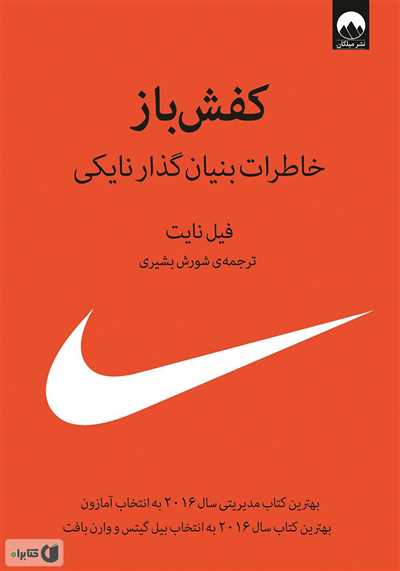 نشر میلکان
کفش‌باز
خاطرات بنیان‌گذار نایکی
فیل نایت
ترجمه‌ی شورش بشیری
بهترین کتاب مدیریتی سال ۲۰۱۶ به انتخاب آمازون
بهترین کتاب سال ۲۰۱۶ به انتخاب بیل گیتس و وارن بافت
کتابراه